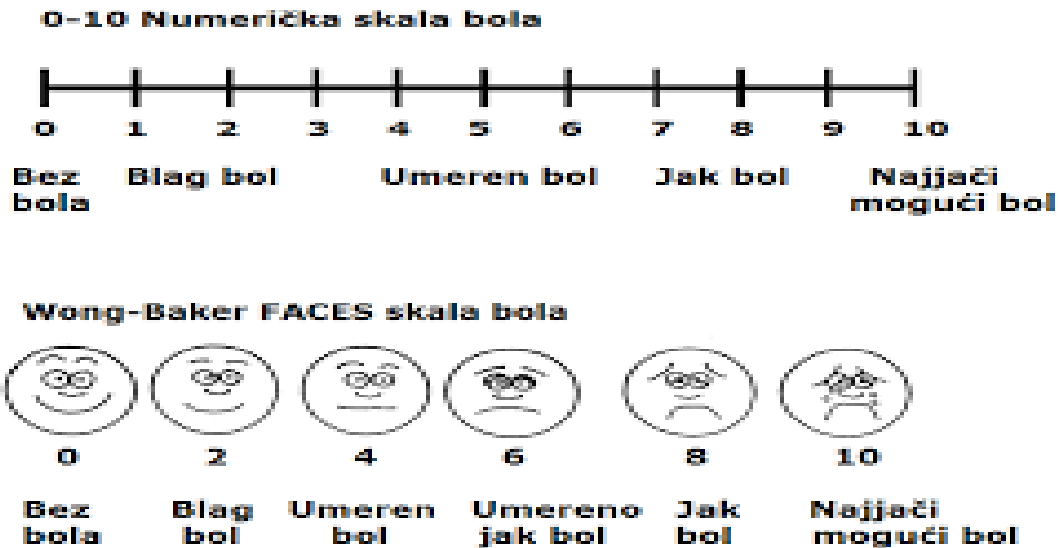 0-10 Numerička skala bola
0 1 2 3 4 5 6 7 8 9 10
Bez Blag bol Umeren bol Jak bol Najjači
bola mogući bol
Wong-Baker FACES skala bola
0 2 4 6 8 10
Bez Blag Umeren Umereno Jak Najjači
bola bol bol jak bol bol mogući bol